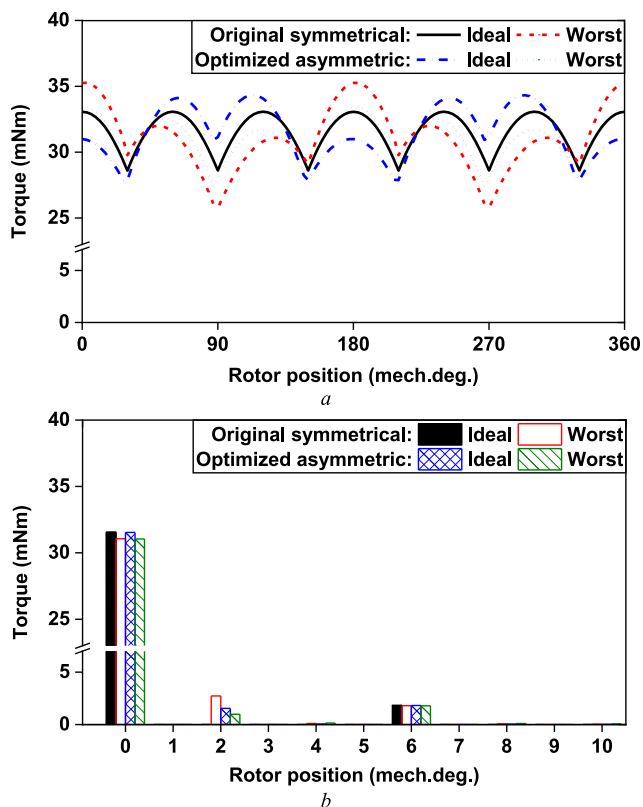 Original symmetrical: Ideal Worst
Optimized asymmetric: Ideal Worst
40
35
30
25
5
0
Torque (mNm)
0 90 180 270 360
Rotor position (mech.deg.)
a
Original symmetrical: Ideal Worst
Optimized asymmetric: Ideal Worst
40
35
30
25
5
0
Torque (mNm)
0 1 2 3 4 5 6 7 8 9 10
Rotor position (mech.deg.)
b